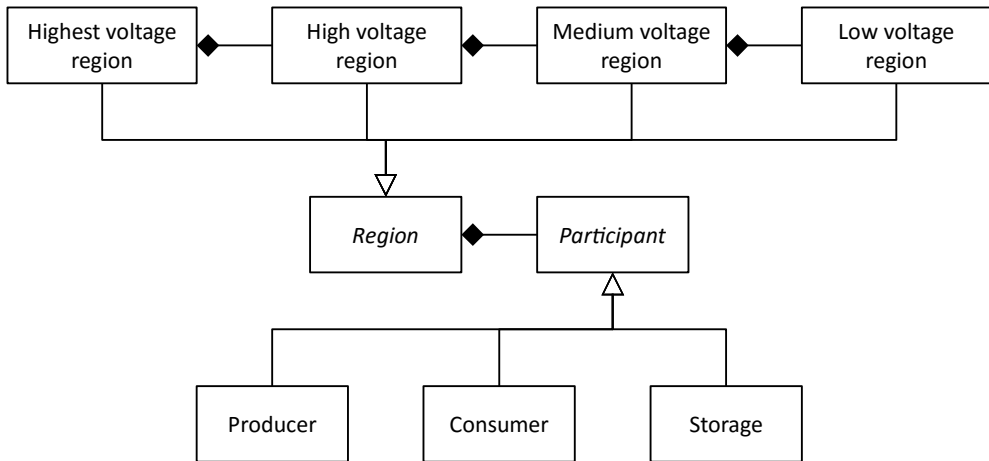 Highest voltage
region
High voltage
region
Medium voltage
region
Low voltage
region
Region
Participant
Producer
Consumer
Storage